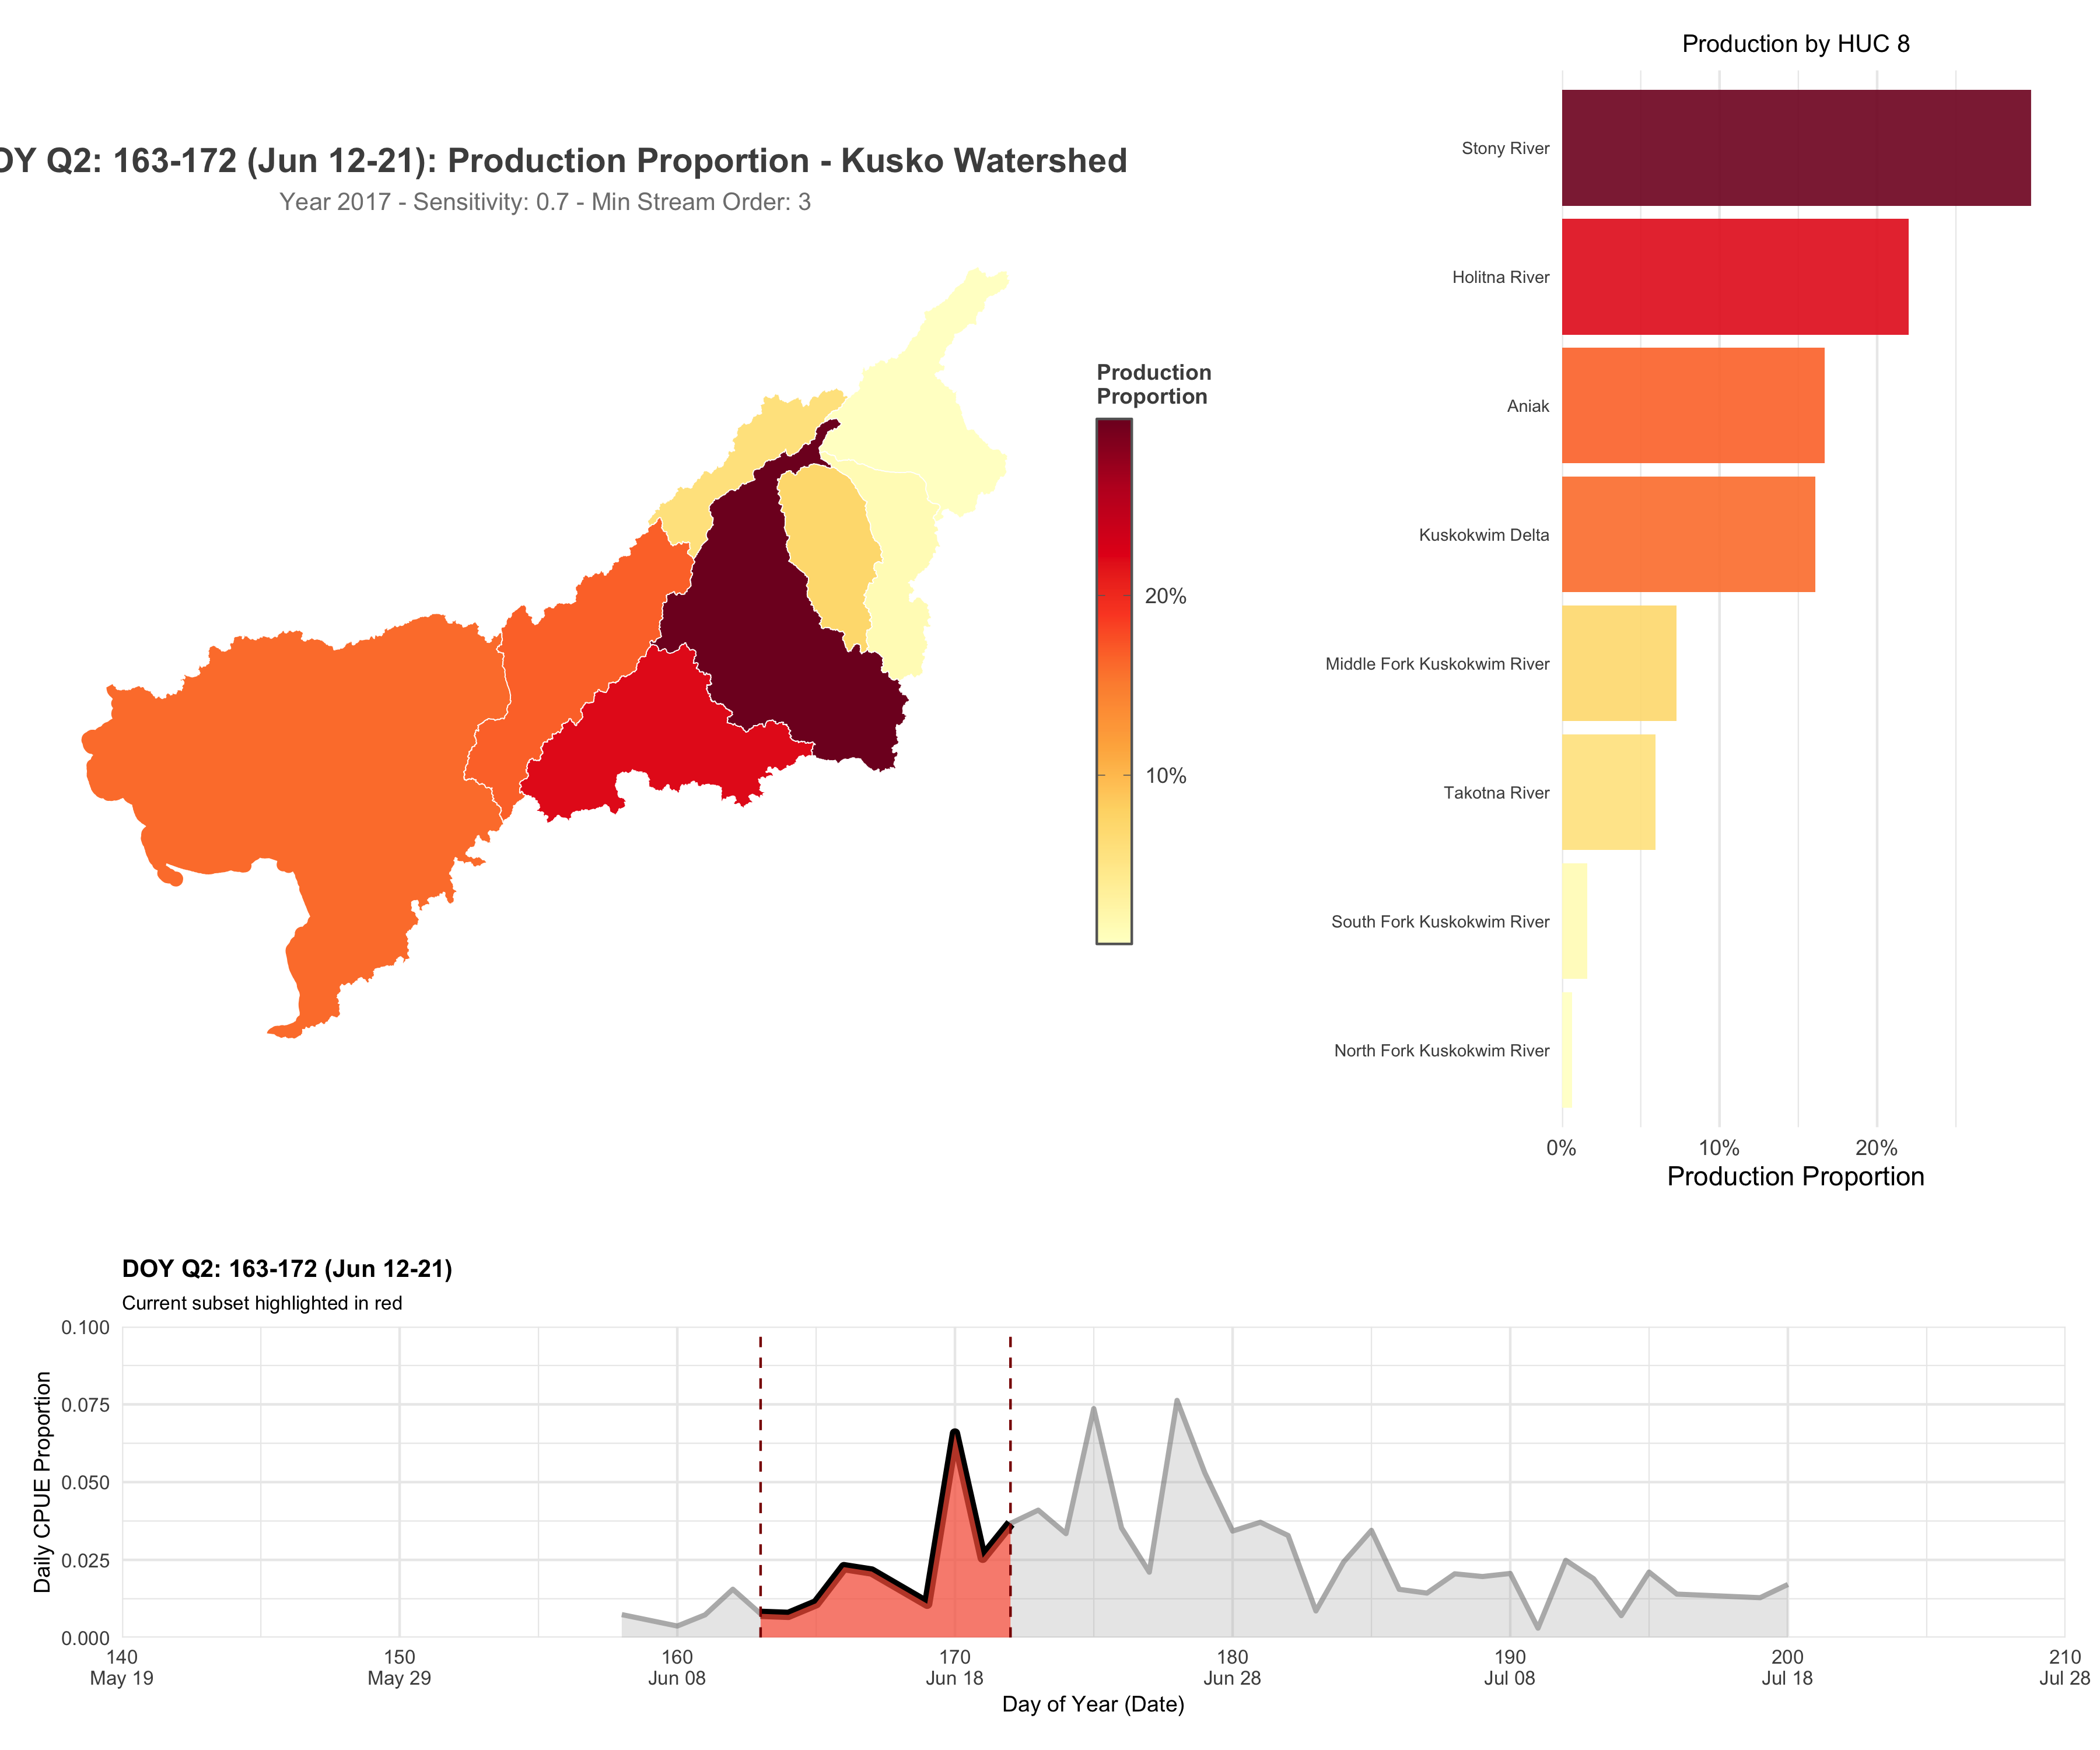 OY Q2: 163-172 (Jun 12-21): Production Proportion - Kusko Watershed
Year 2017 - Sensitivity: 0.7 - Min Stream Order: 3
Production
Proportion
20%
10%
Production by HUC 8
Stony River
Holitna River
Aniak
Kuskokwim Delta
Middle Fork Kuskokwim River
Takotna River
South Fork Kuskokwim River
North Fork Kuskokwim River
0%
10%
20%
Production Proportion
DOY Q2: 163-172 (Jun 12-21)
Current subset highlighted in red
Daily CPUE Proportion
0.100
0.075
0.050
0.025
0.000
140
May 19
150
May 29
160
Jun 08
170
Jun 18
180
Jun 28
190
Jul 08
200
Jul 18
210
Jul 28
Day of Year (Date)